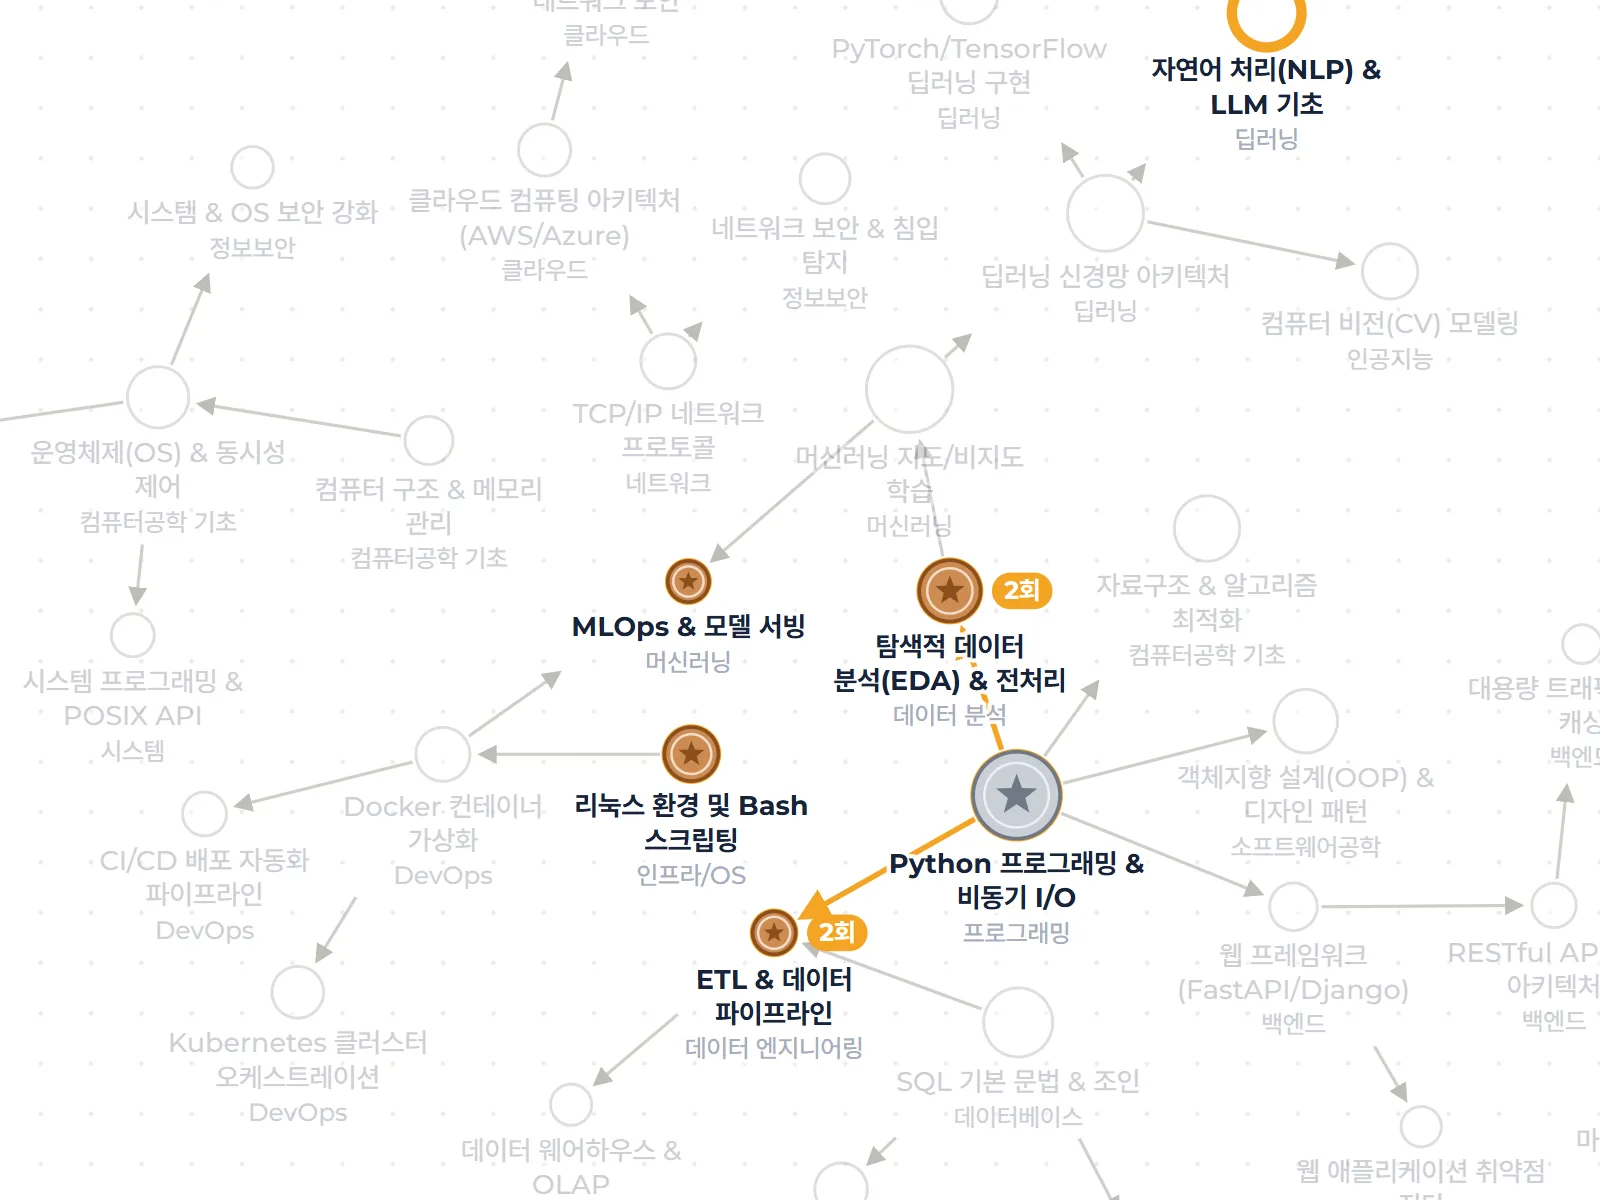 클라우드
PyTorch/TensorFlow
딥러닝 구현
딥러닝
자연어 처리(NLP) &
LLM 기초
딥러닝
시스템 & OS 보안 강화
정보보안
클라우드 컴퓨팅 아키텍처
(AWS/Azure)
클라우드
네트워크 보안 & 침입
탐지
정보보안
딥러닝 신경망 아키텍처
딥러닝
컴퓨터 비전(CV) 모델링
인공지능
운영체제(OS) & 동시성
제어
컴퓨터공학 기초
컴퓨터 구조 & 메모리
관리
컴퓨터공학 기초
TCP/IP 네트워크
프로토콜
네트워크
머신러닝 지도/비지도
학습
머신러닝
MLOps & 모델 서빙
머신러닝
2회
탐색적 데이터
분석(EDA) & 전처리
데이터 분석
자료구조 & 알고리즘
최적화
컴퓨터공학 기초
시스템 프로그래밍 &
POSIX API
시스템
대용량 트래픽
캐싱
백엔드
객체지향 설계(OOP) &
디자인 패턴
소프트웨어공학
CI/CD 배포 자동화
파이프라인
DevOps
Docker 컨테이너
가상화
DevOps
리눅스 환경 및 Bash
스크립팅
인프라/OS
Python 프로그래밍 &
비동기 I/O
프로그래밍
2회
ETL & 데이터
파이프라인
데이터 엔지니어링
웹 프레임워크
(FastAPI/Django)
백엔드
RESTful AP
아키텍처
백엔드
Kubernetes 클러스터
오케스트레이션
DevOps
SQL 기본 문법 & 조인
데이터베이스
데이터 웨어하우스 &
OLAP
웹 애플리케이션 취약점
마